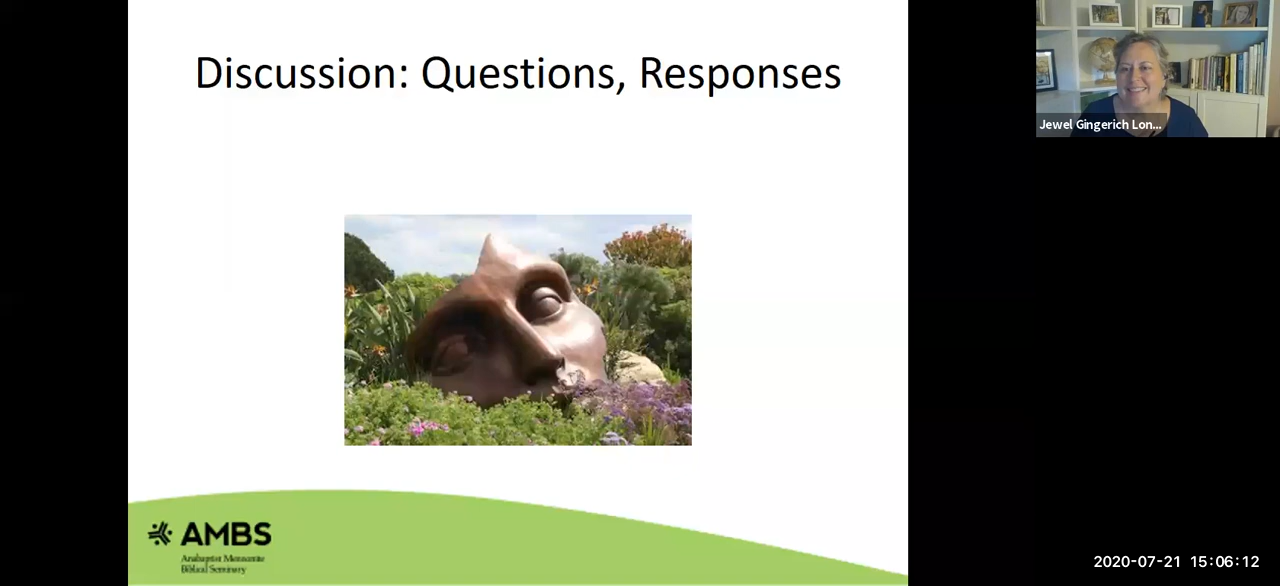 Discussion: Questions, Responses
Jewel Gingerich Lon...
AMBS
Anabaptist Mennonite
Biblical Seminary
2020-07-21 15:06:12